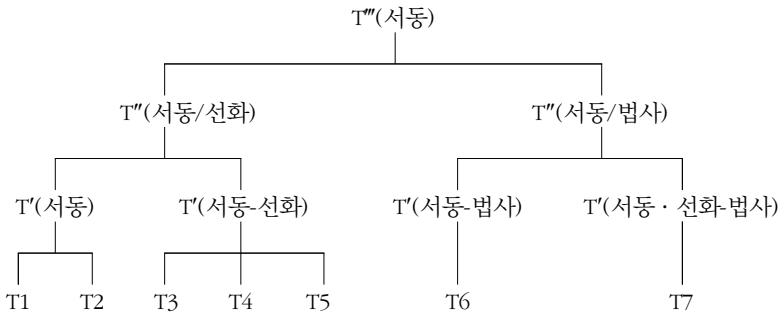 T‴(서동)
T″(서동/선화) T″(서동/법사)
T′(서동) T′(서동-선화) T′(서동-법사) T′(서동 · 선화-법사)
T1 T2 T3 T4 T5 T6 T7